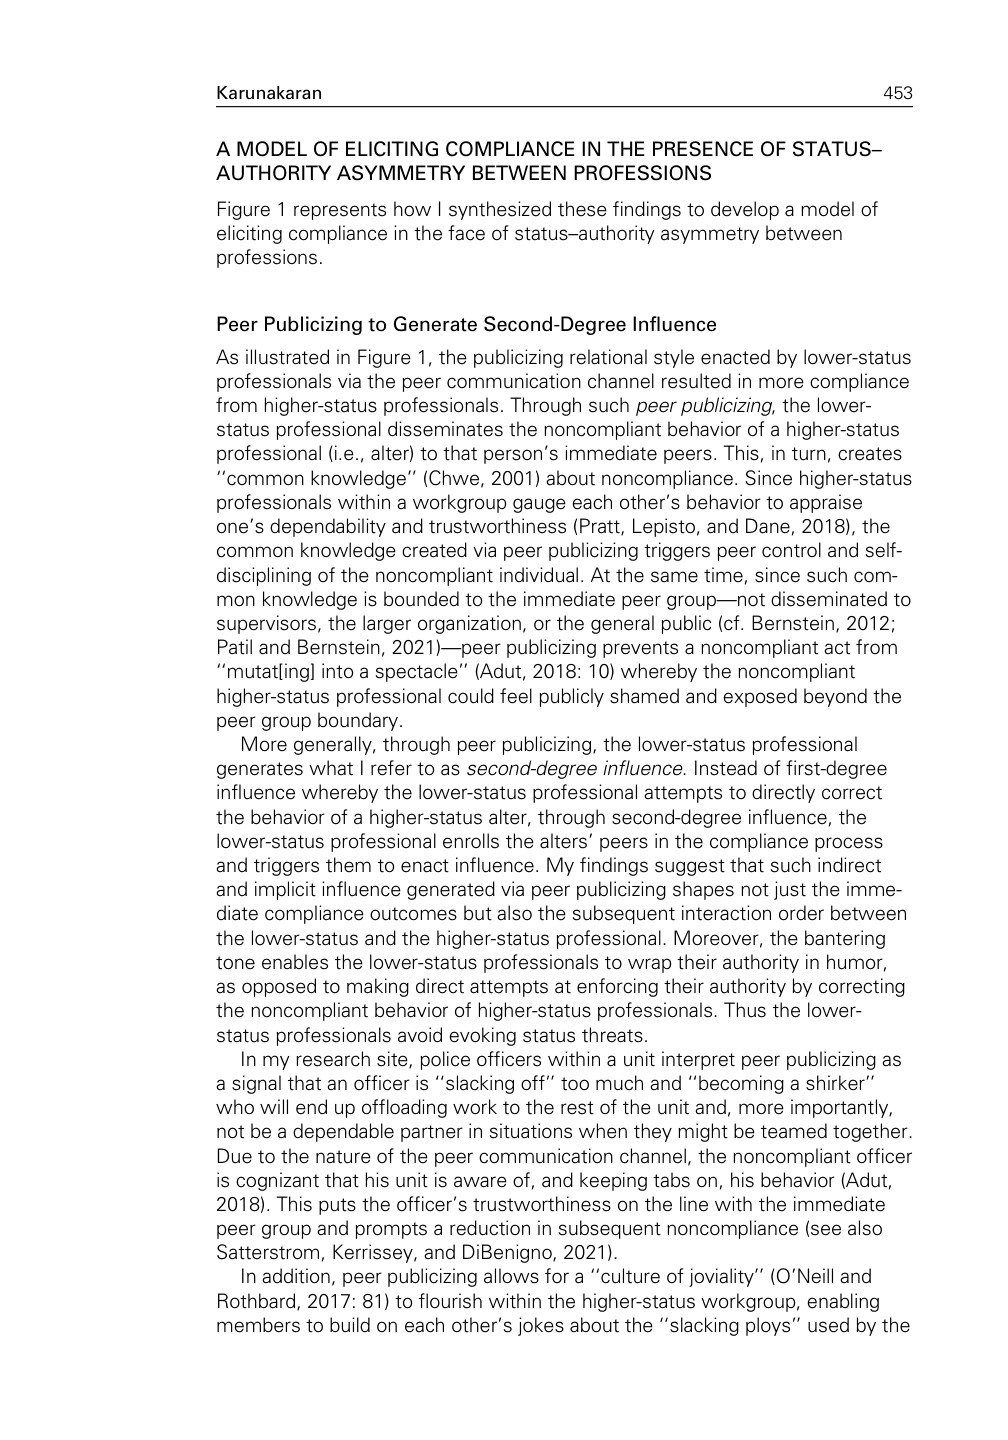 Karunakaran 453
A MODEL OF ELICITING COMPLIANCE IN THE PRESENCE OF STATUS–
AUTHORITY ASYMMETRY BETWEEN PROFESSIONS
Figure 1 represents how I synthesized these findings to develop a model of
eliciting compliance in the face of status–authority asymmetry between
professions.
Peer Publicizing to Generate Second-Degree Influence
As illustrated in Figure 1, the publicizing relational style enacted by lower-status
professionals via the peer communication channel resulted in more compliance
from higher-status professionals. Through such peer publicizing, the lower-
status professional disseminates the noncompliant behavior of a higher-status
professional (i.e., alter) to that person's immediate peers. This, in turn, creates
''common knowledge'' (Chwe, 2001) about noncompliance. Since higher-status
professionals within a workgroup gauge each other's behavior to appraise
one's dependability and trustworthiness (Pratt, Lepisto, and Dane, 2018), the
common knowledge created via peer publicizing triggers peer control and self-
disciplining of the noncompliant individual. At the same time, since such com-
mon knowledge is bounded to the immediate peer group—not disseminated to
supervisors, the larger organization, or the general public (cf. Bernstein, 2012;
Patil and Bernstein, 2021)—peer publicizing prevents a noncompliant act from
''mutat[ing] into a spectacle'' (Adut, 2018: 10) whereby the noncompliant
higher-status professional could feel publicly shamed and exposed beyond the
peer group boundary.
More generally, through peer publicizing, the lower-status professional
generates what I refer to as second-degree influence. Instead of first-degree
influence whereby the lower-status professional attempts to directly correct
the behavior of a higher-status alter, through second-degree influence, the
lower-status professional enrolls the alters' peers in the compliance process
and triggers them to enact influence. My findings suggest that such indirect
and implicit influence generated via peer publicizing shapes not just the imme-
diate compliance outcomes but also the subsequent interaction order between
the lower-status and the higher-status professional. Moreover, the bantering
tone enables the lower-status professionals to wrap their authority in humor,
as opposed to making direct attempts at enforcing their authority by correcting
the noncompliant behavior of higher-status professionals. Thus the lower-
status professionals avoid evoking status threats.
In my research site, police officers within a unit interpret peer publicizing as
a signal that an officer is ''slacking off'' too much and ''becoming a shirker''
who will end up offloading work to the rest of the unit and, more importantly,
not be a dependable partner in situations when they might be teamed together.
Due to the nature of the peer communication channel, the noncompliant officer
is cognizant that his unit is aware of, and keeping tabs on, his behavior (Adut,
2018). This puts the officer's trustworthiness on the line with the immediate
peer group and prompts a reduction in subsequent noncompliance (see also
Satterstrom, Kerrissey, and DiBenigno, 2021).
In addition, peer publicizing allows for a ''culture of joviality'' (O'Neill and
Rothbard, 2017: 81) to flourish within the higher-status workgroup, enabling
members to build on each other's jokes about the ''slacking ploys'' used by the